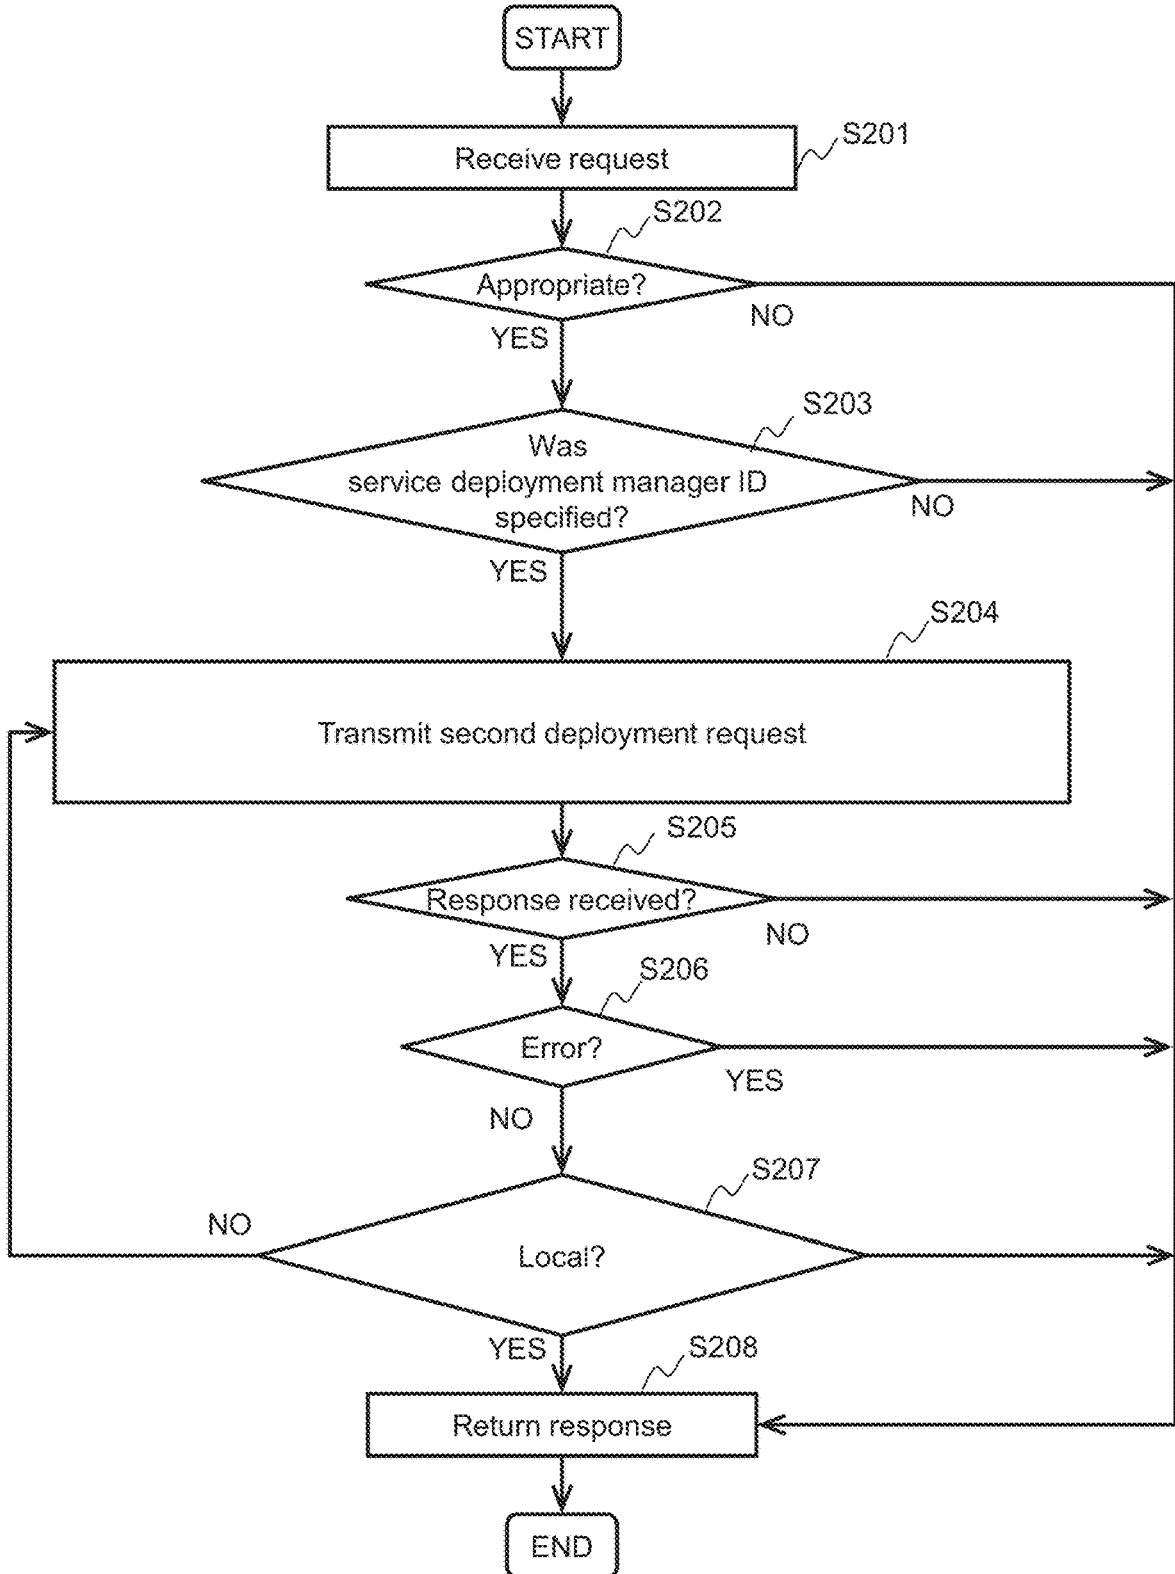 START
S201
Receive request
S202
Appropriate?
NO
YES
S203
Was
service deployment manager ID
specified?
NO
YES
S204
Transmit second deployment request
S205
Response received?
NO
YES
S206
Error?
YES
NO
S207
NO
Local?
YES
S208
Return response
END